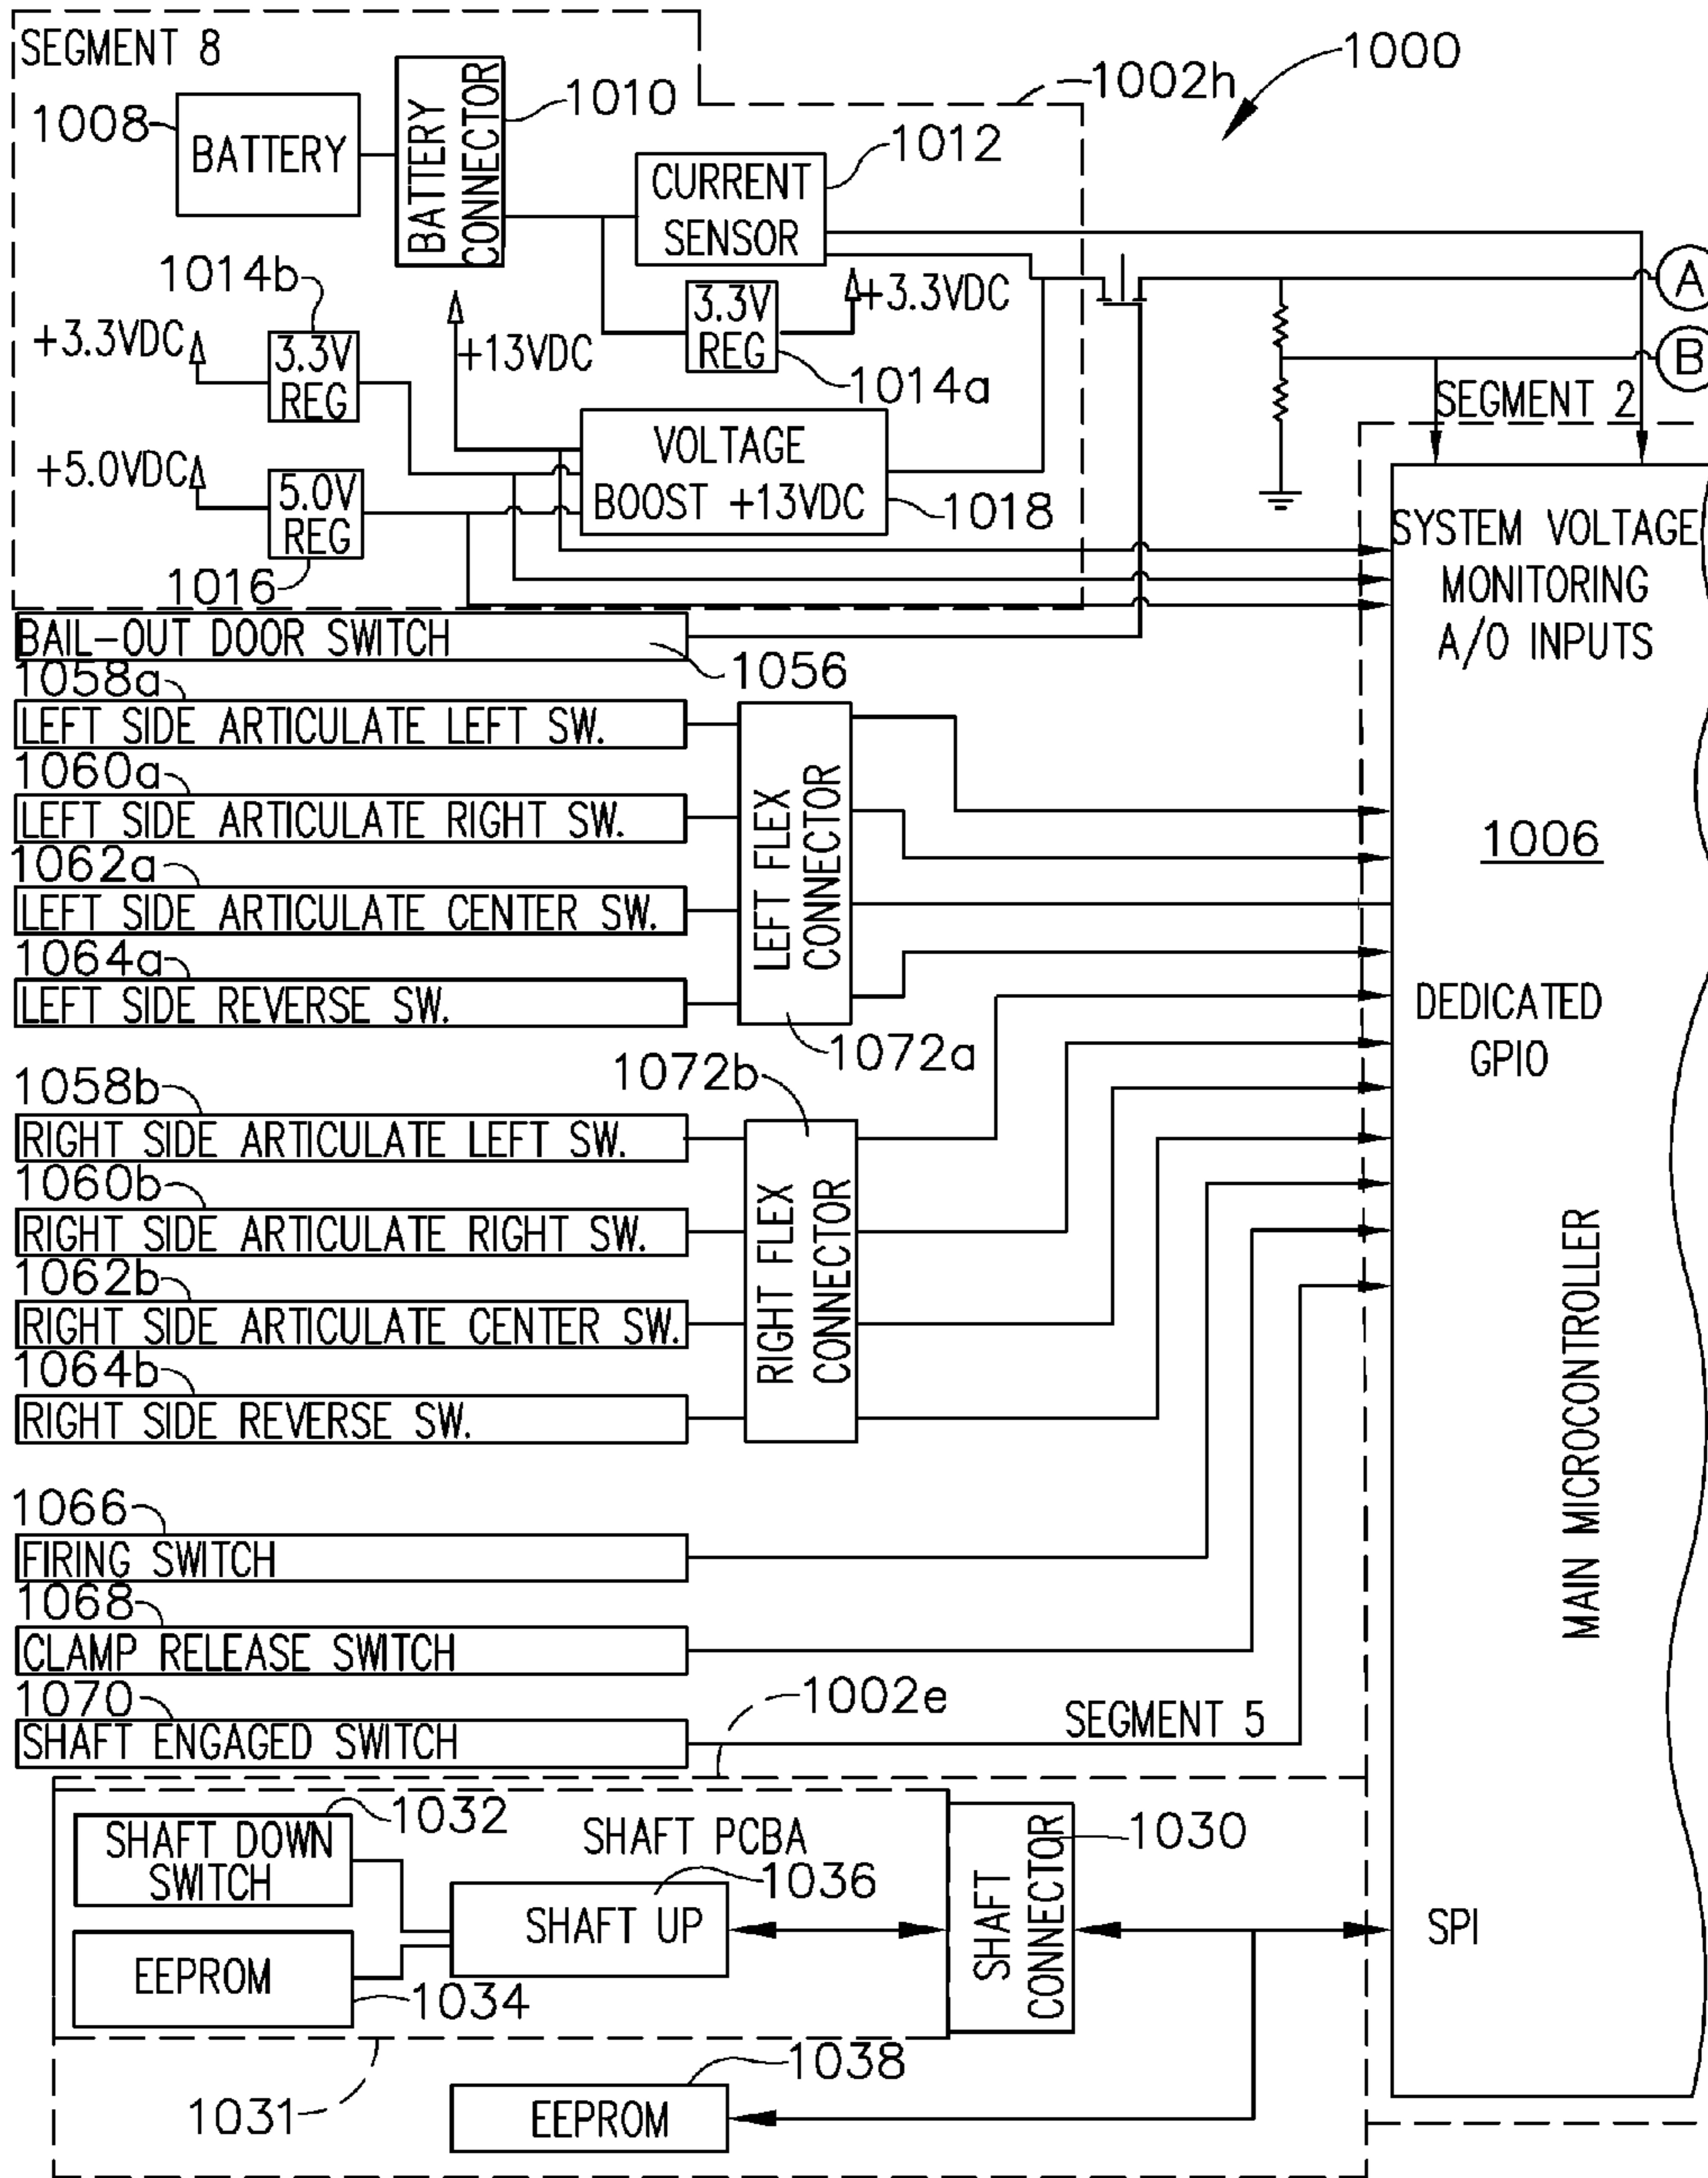 SEGMENT 8
1000
1002h
1008
BATTERY
BATTERY
CONNECTOR
1010
CURRENT
SENSOR
1012
1014b
+3.3VDC
3.3V
REG
+13VDC
3.3V
REG
+3.3VDC
1014a
A
B
SEGMENT 2
+5.0VDC
5.0V
REG
1016
VOLTAGE
BOOST +13VDC
1018
SYSTEM VOLTAGE
MONITORING
A/O INPUTS
BAIL-OUT DOOR SWITCH
1056
1058a
LEFT SIDE ARTICULATE LEFT SW.
1060a
LEFT SIDE ARTICULATE RIGHT SW.
1062a
LEFT SIDE ARTICULATE CENTER SW.
1064a
LEFT SIDE REVERSE SW.
LEFT FLEX
CONNECTOR
1072a
1006
DEDICATED
GPIO
1072b
1058b
RIGHT SIDE ARTICULATE LEFT SW.
1060b
RIGHT SIDE ARTICULATE RIGHT SW.
1062b
RIGHT SIDE ARTICULATE CENTER SW.
1064b
RIGHT SIDE REVERSE SW.
RIGHT FLEX
CONNECTOR
MAIN MICROCONTROLLER
1066
FIRING SWITCH
1068
CLAMP RELEASE SWITCH
1070
SHAFT ENGAGED SWITCH
1002e
SEGMENT 5
1032
SHAFT DOWN
SWITCH
SHAFT PCBA
1036
SHAFT UP
EEPROM
1034
SHAFT
CONNECTOR
1030
SPI
1031
1038
EEPROM